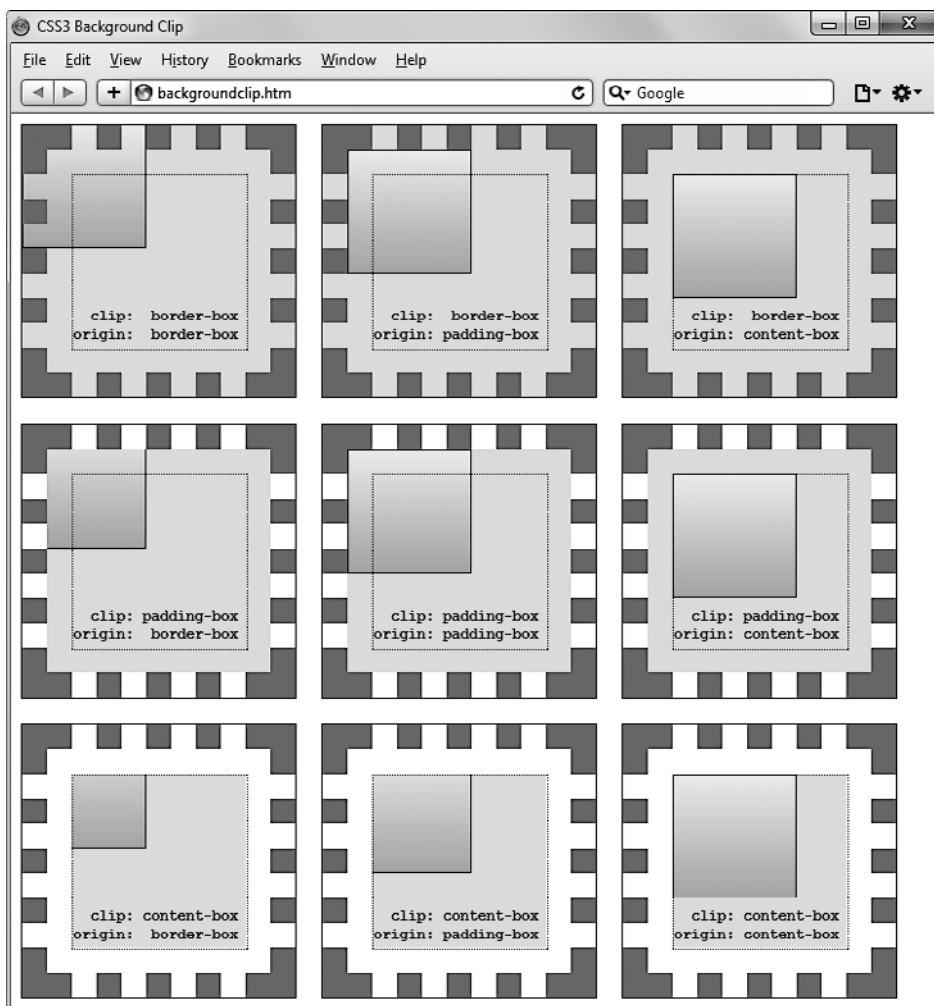 CSS3 Background Clip
File Edit View History Bookmarks Window Help
backgroundclip.htm
Google
clip: border-box
origin: border-box
clip: border-box
origin: padding-box
clip: border-box
origin: content-box
clip: padding-box
origin: border-box
clip: padding-box
origin: padding-box
clip: padding-box
origin: content-box
clip: content-box
origin: border-box
clip: content-box
origin: padding-box
clip: content-box
origin: content-box